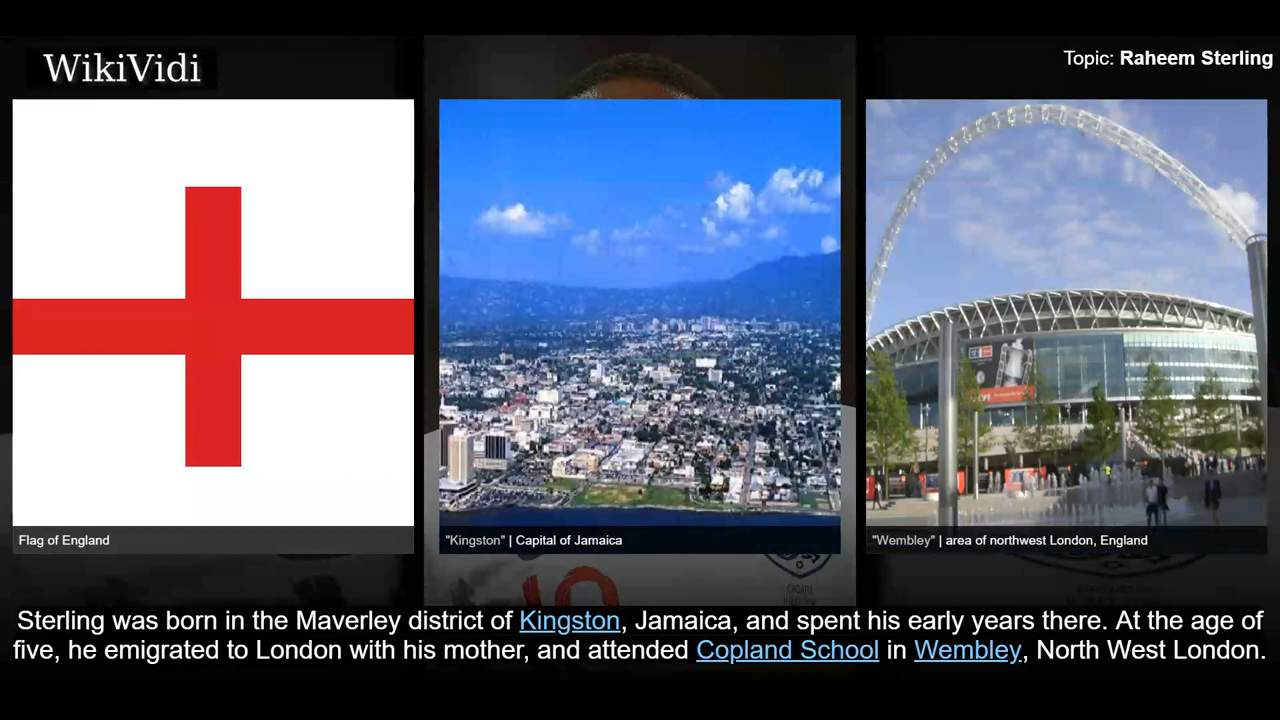 WikiVidi
Topic: Raheem Sterling
Flag of England
"Kingston" | Capital of Jamaica
"Wembley" | area of northwest London, England
CROATIA
Sterling was born in the Maverley district of Kingston, Jamaica, and spent his early years there. At the age of
five, he emigrated to London with his mother, and attended Copland School in Wembley, North West London.